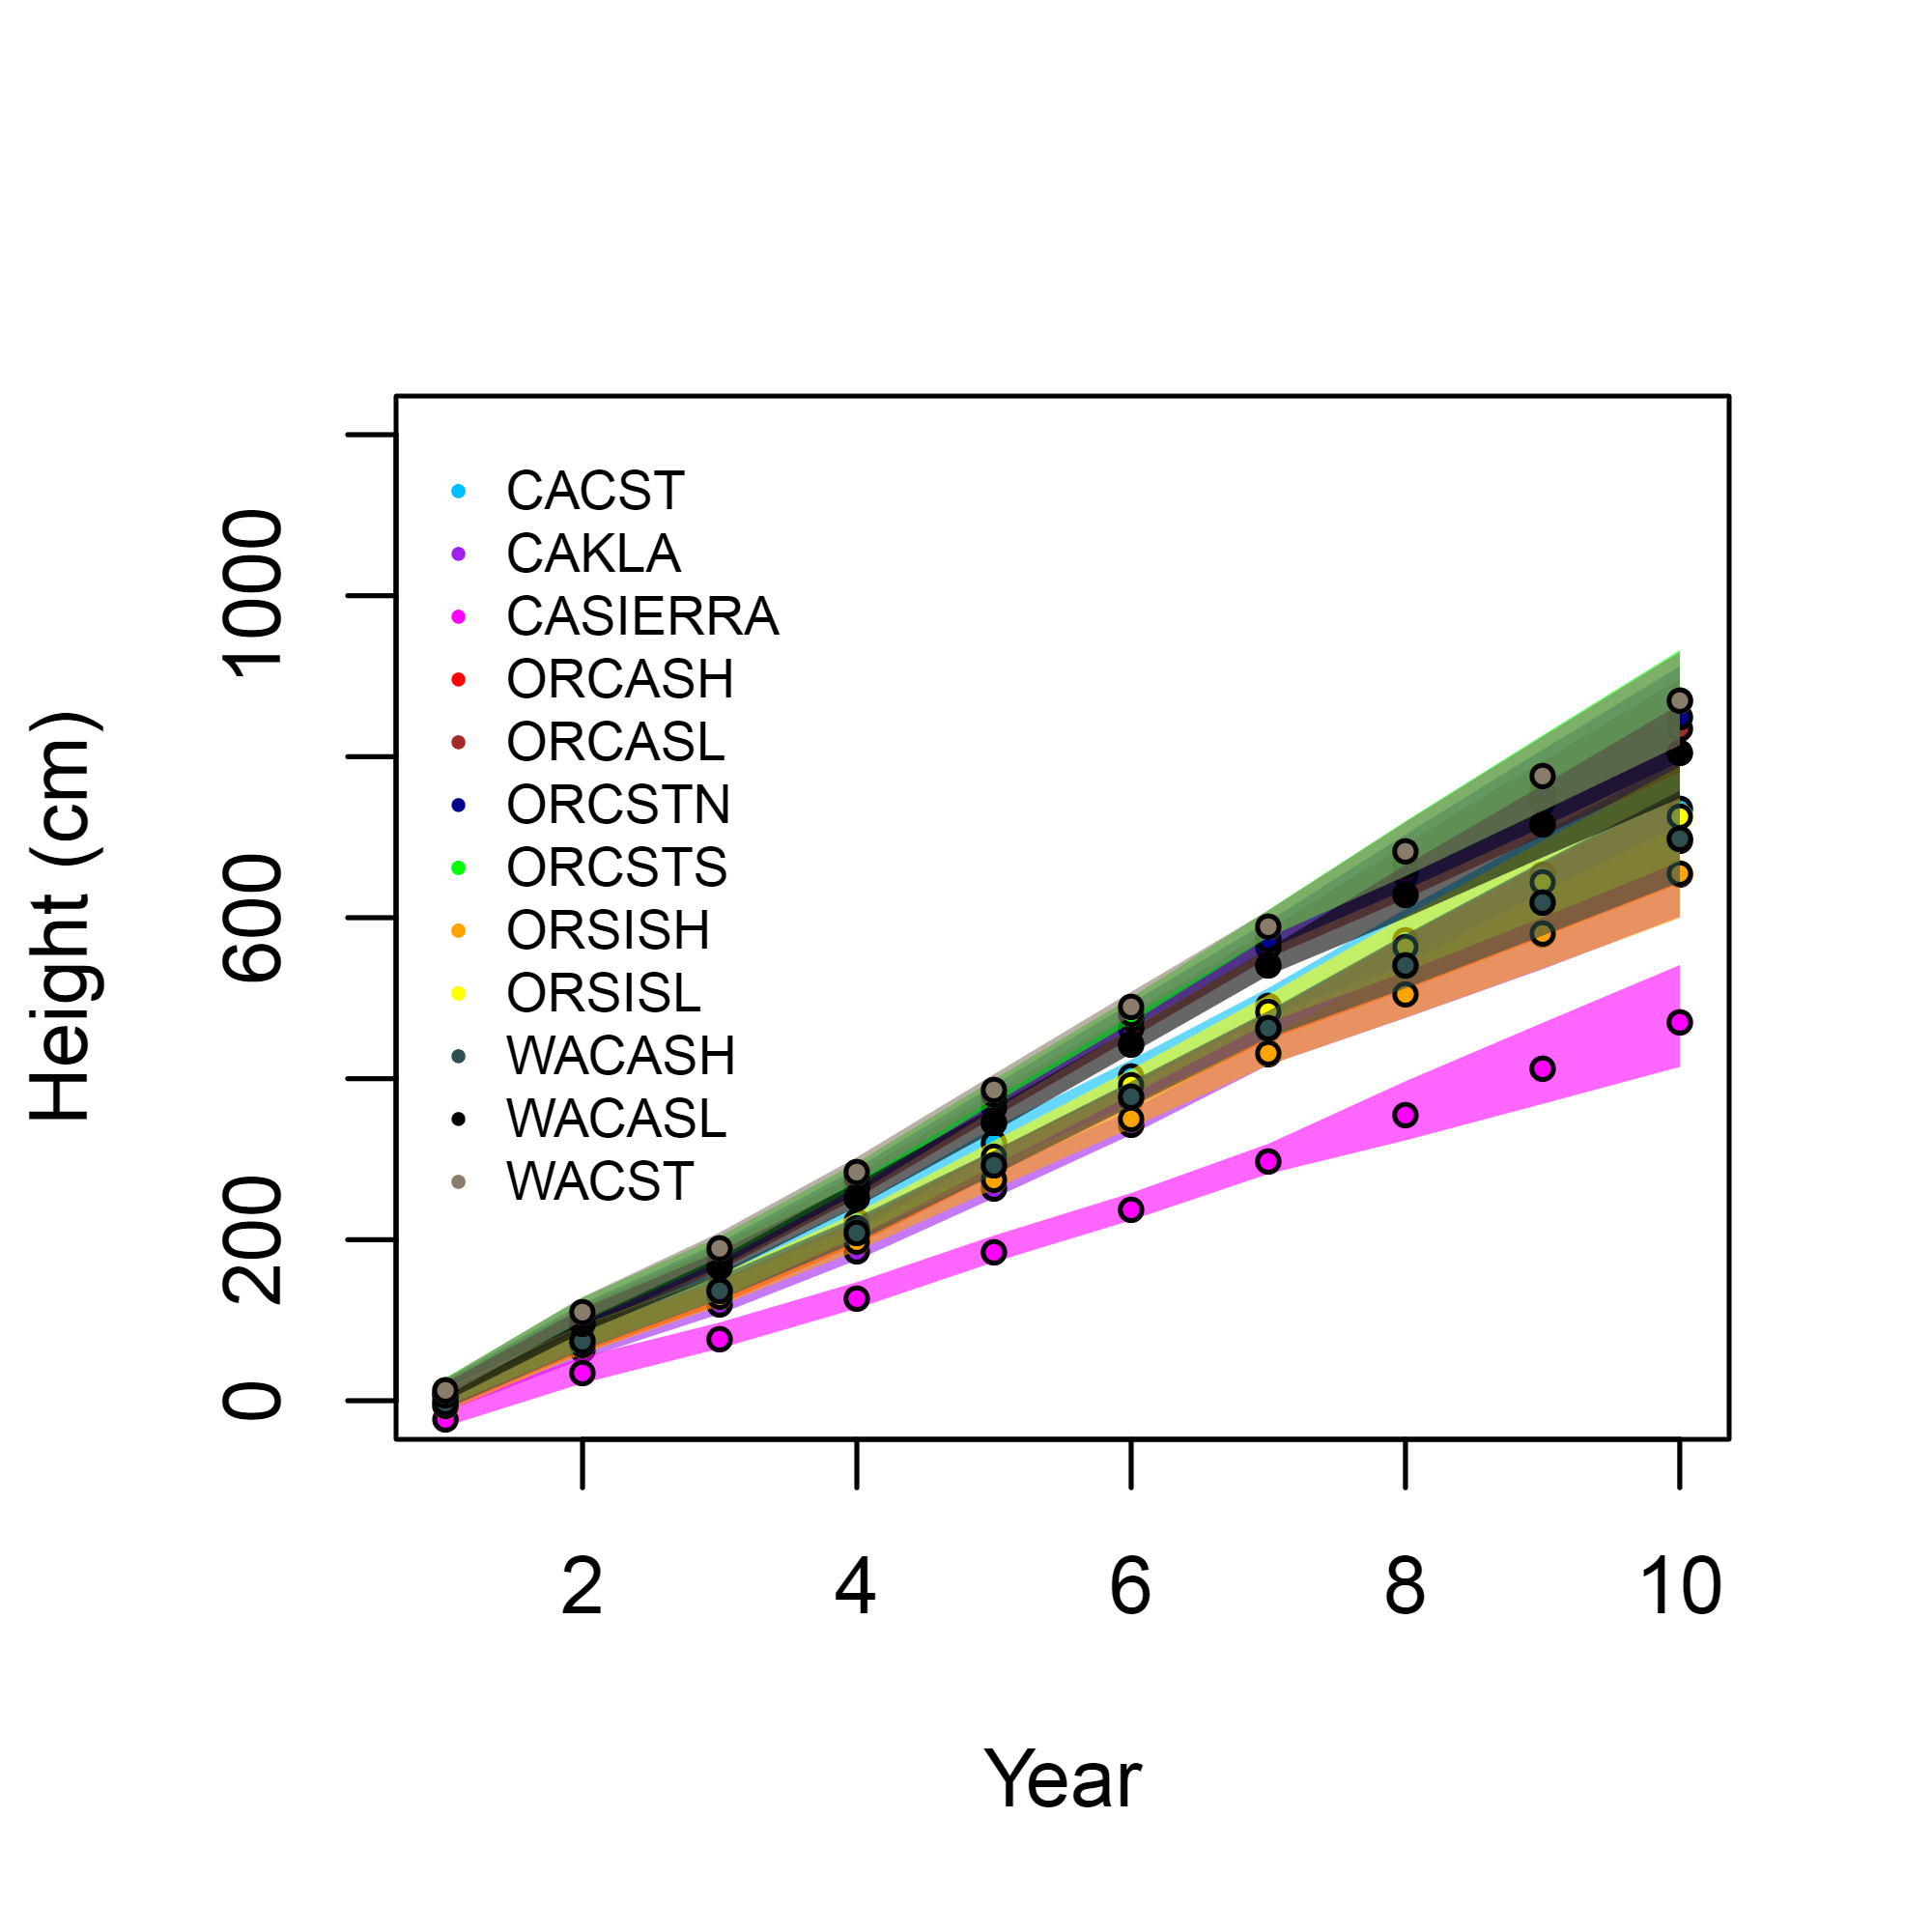 CACST
CAKLA
CASIERRA
ORCASH
ORCASL
ORCSTN
ORCSTS
ORSISH
ORSISL
WACASH
WACASL
WACST
Height (cm)
1000
600
200
0
2 4 6 8 10
Year